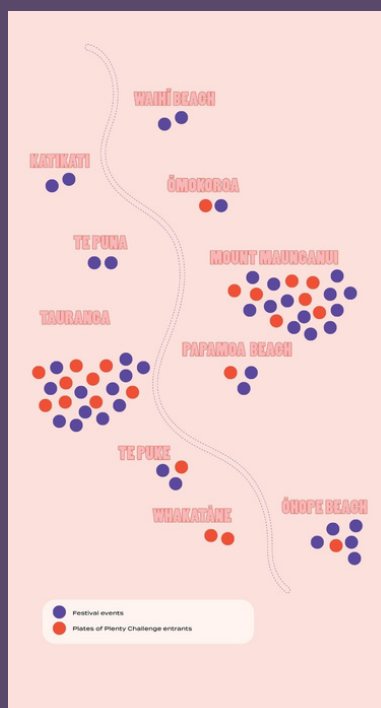 WAIHĪ BEACH
KATIKATI
ŌMOKOROA
TE PUNA
MOUNT MAUNGANUI
TAURANGA
PAPAMOA BEACH
TE PUKE
WHAKATĀNE
ŌHOPE BEACH
Festival events
Plates of Plenty Challenge entrants